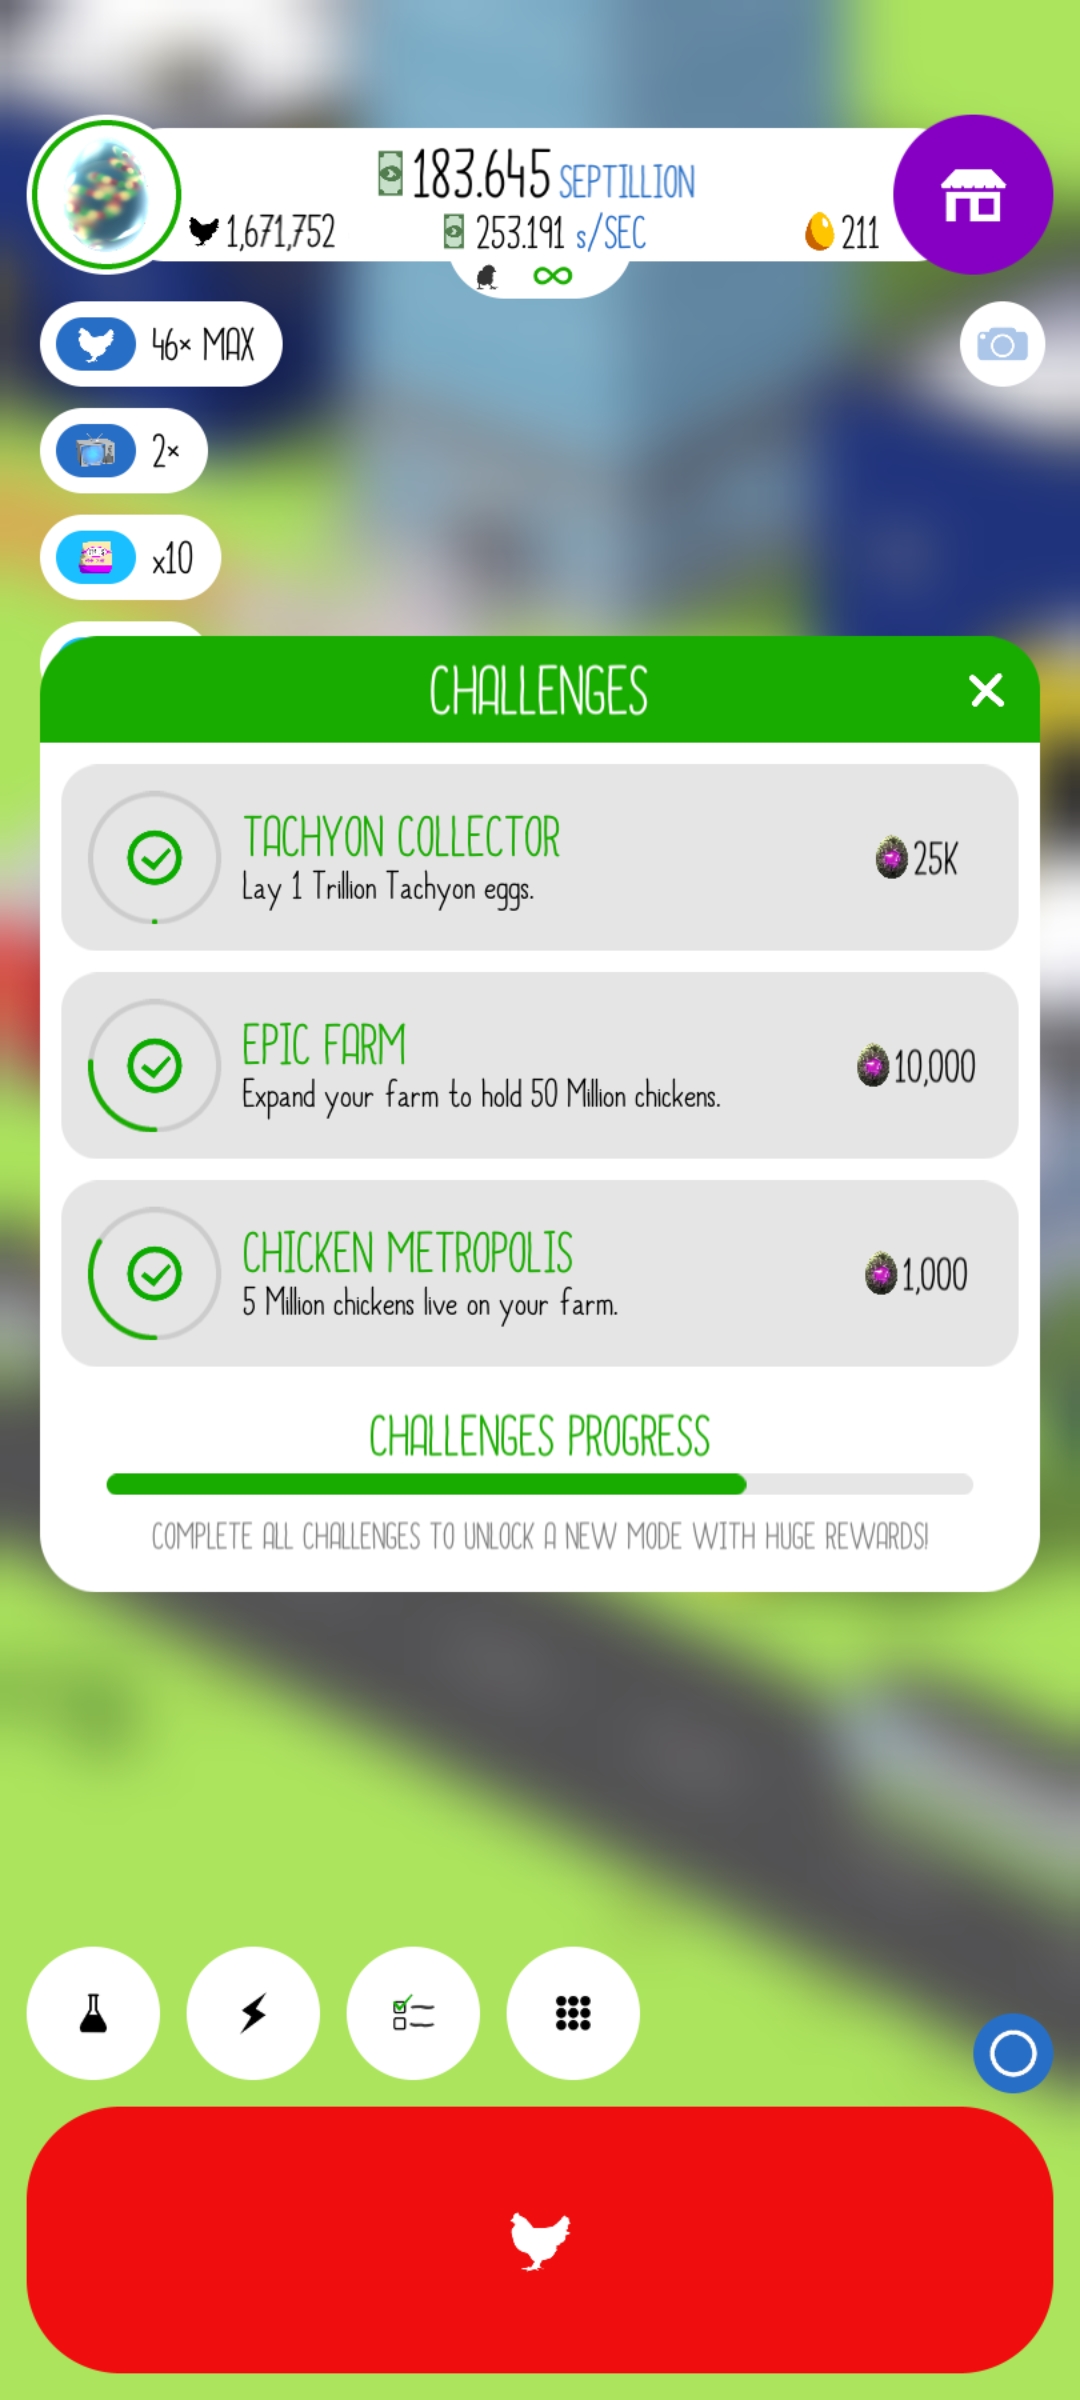 183.645 SEPTILLION
1,671,752
253.191 s/SEC
211
46× MAX
2×
x10
CHALLENGES
TACHYON COLLECTOR
Lay 1 Trillion Tachyon eggs.
25K
EPIC FARM
Expand your farm to hold 50 Million chickens.
10,000
CHICKEN METROPOLIS
5 Million chickens live on your farm.
1,000
CHALLENGES PROGRESS
COMPLETE ALL CHALLENGES TO UNLOCK A NEW MODE WITH HUGE REWARDS!